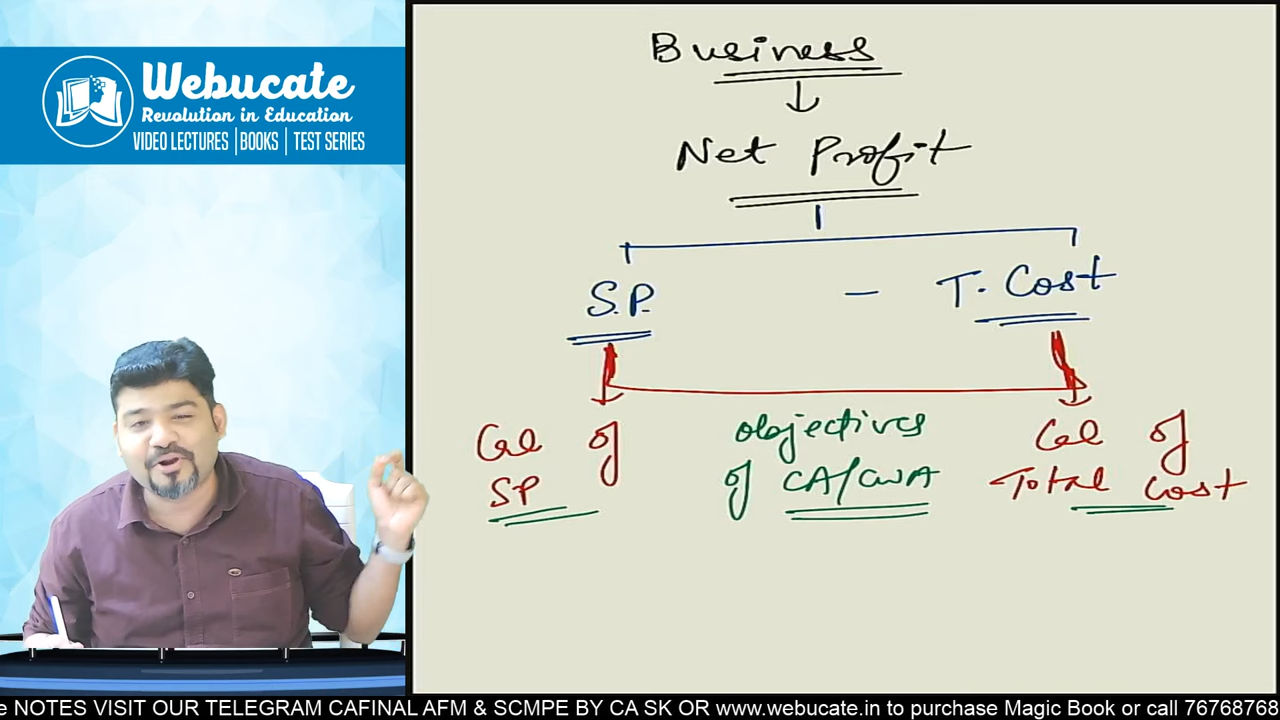 Webucate
Revolution in Education
VIDEO LECTURES | BOOKS | TEST SERIES
Business
Net Profit
S.P. - T. Cost
Cal of
SP
objectives
of CA/CWA
Cal of
Total Cost
e NOTES VISIT OUR TELEGRAM CAFINAL AFM & SCMPE BY CA SK OR www.webucate.in to purchase Magic Book or call 76768768